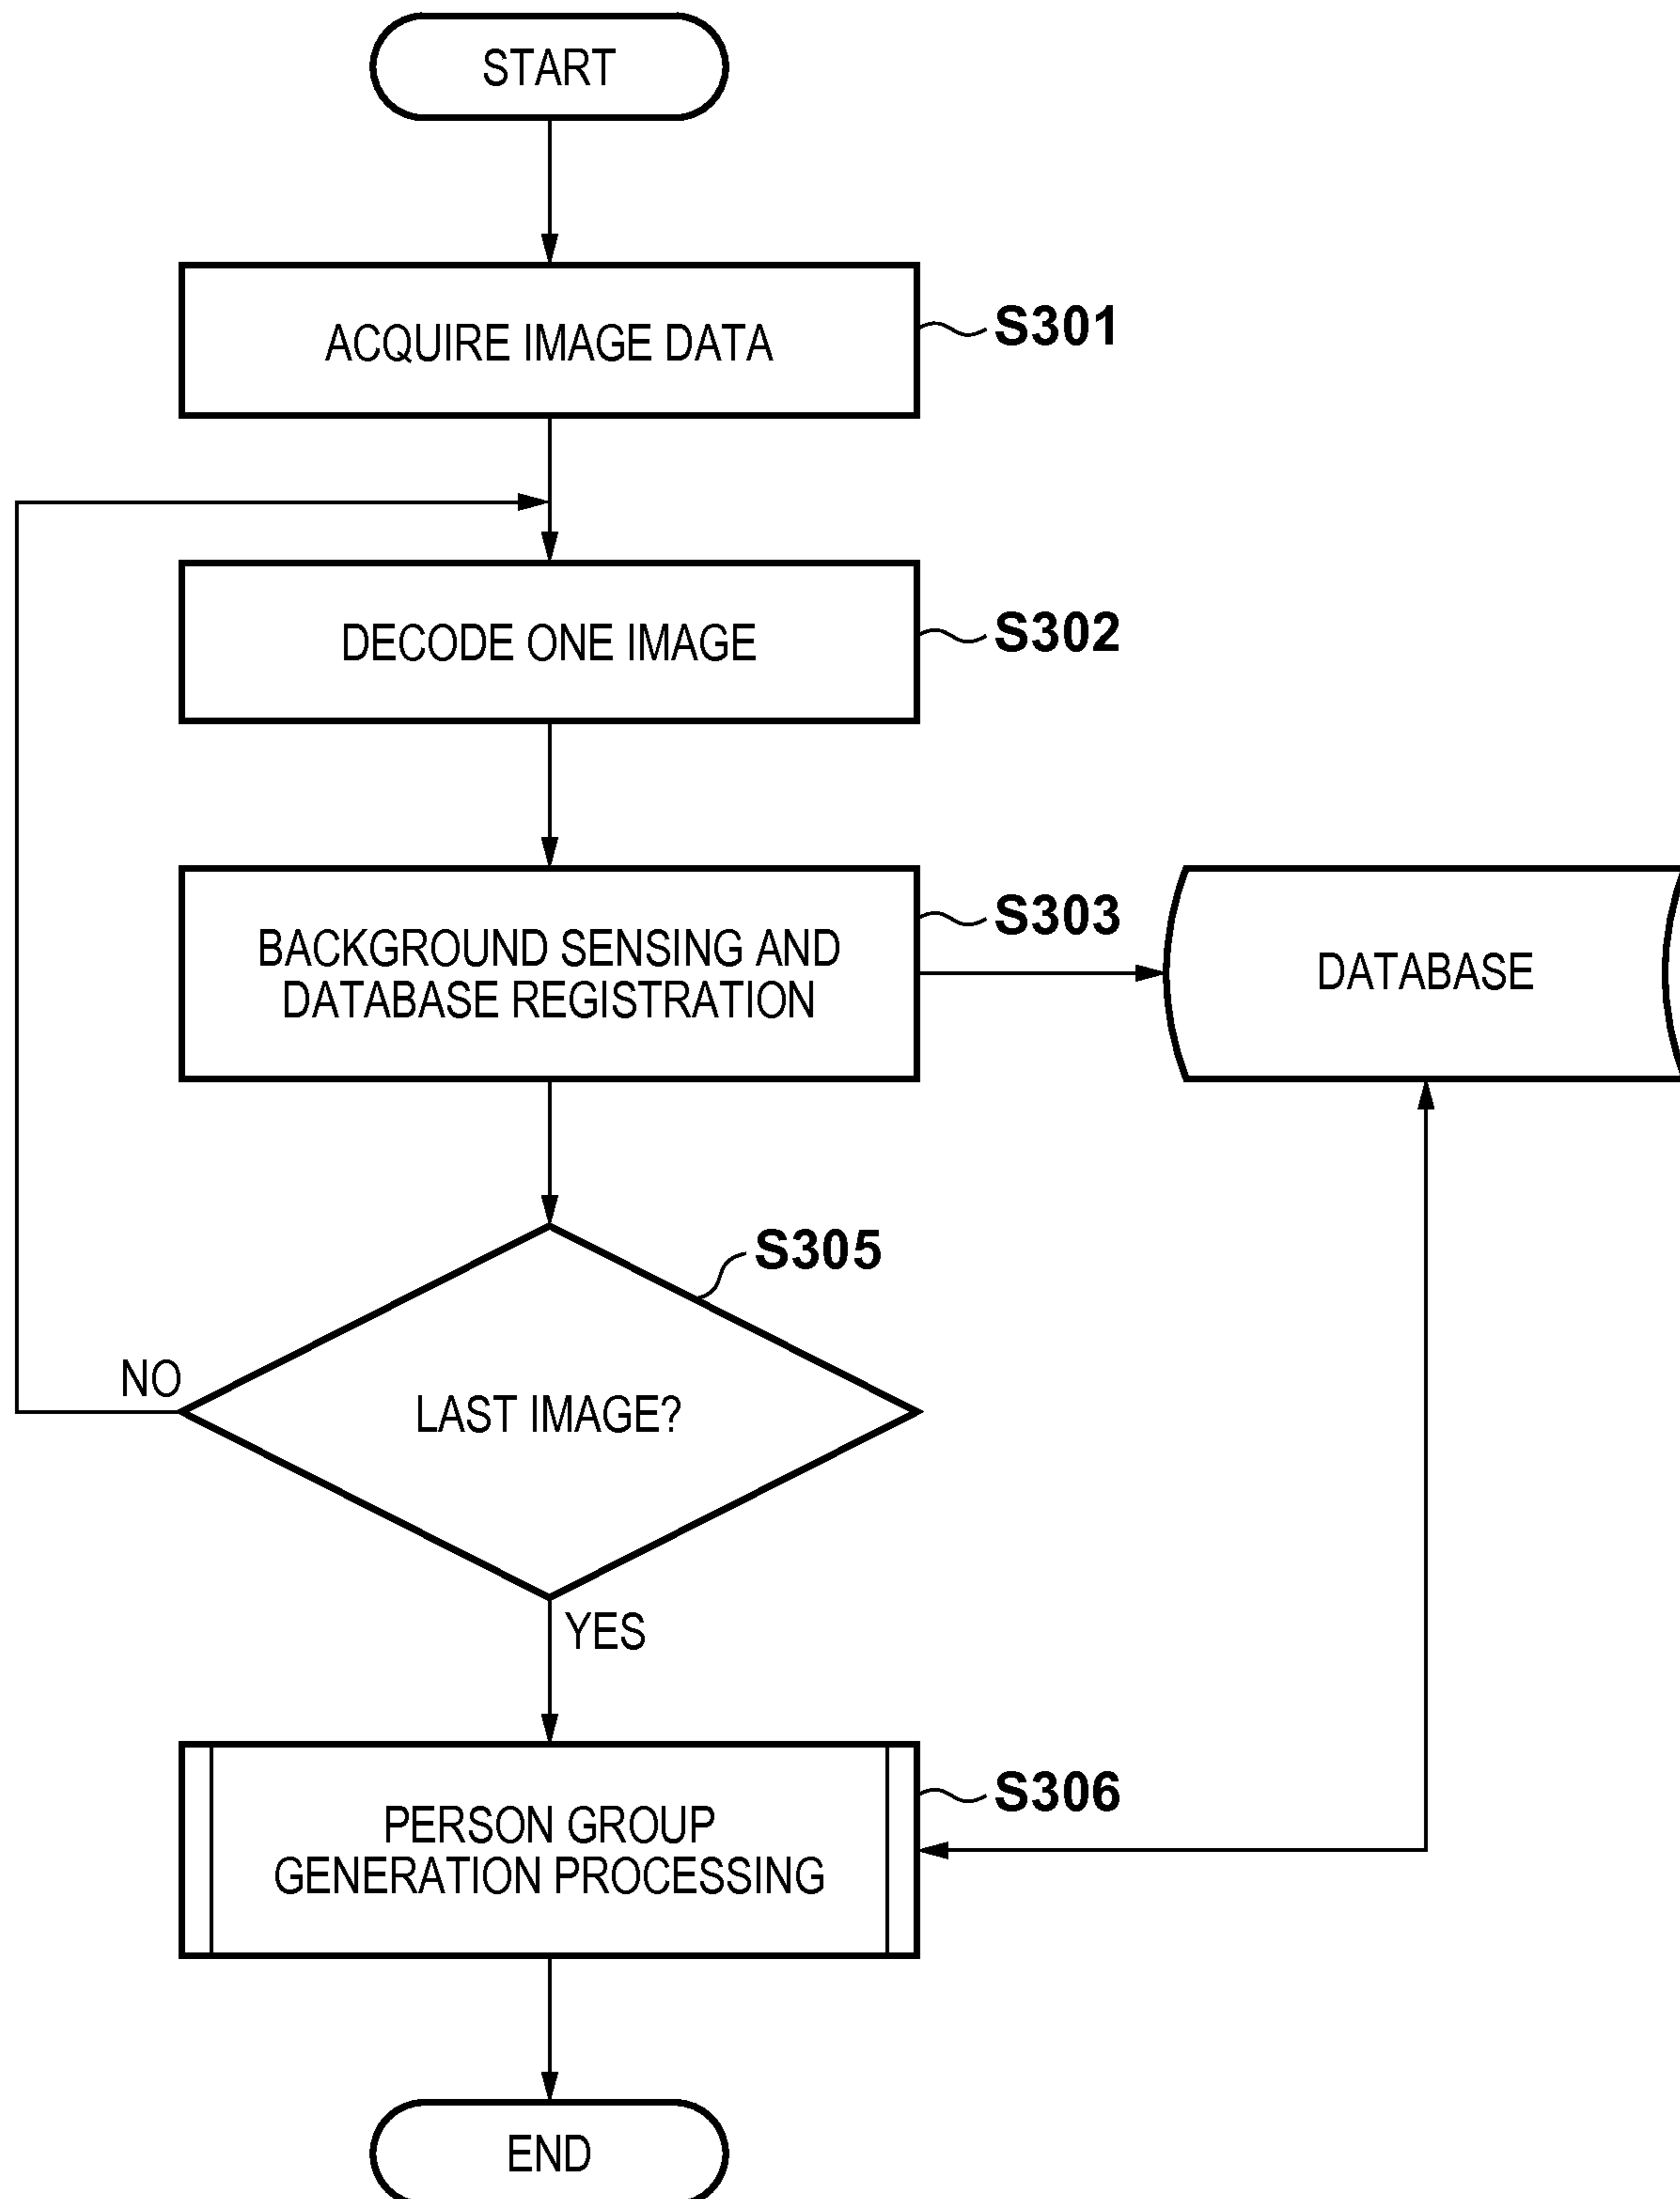 START
ACQUIRE IMAGE DATA
S301
DECODE ONE IMAGE
S302
BACKGROUND SENSING AND
DATABASE REGISTRATION
S303
DATABASE
S305
LAST IMAGE?
NO
YES
PERSON GROUP
GENERATION PROCESSING
S306
END